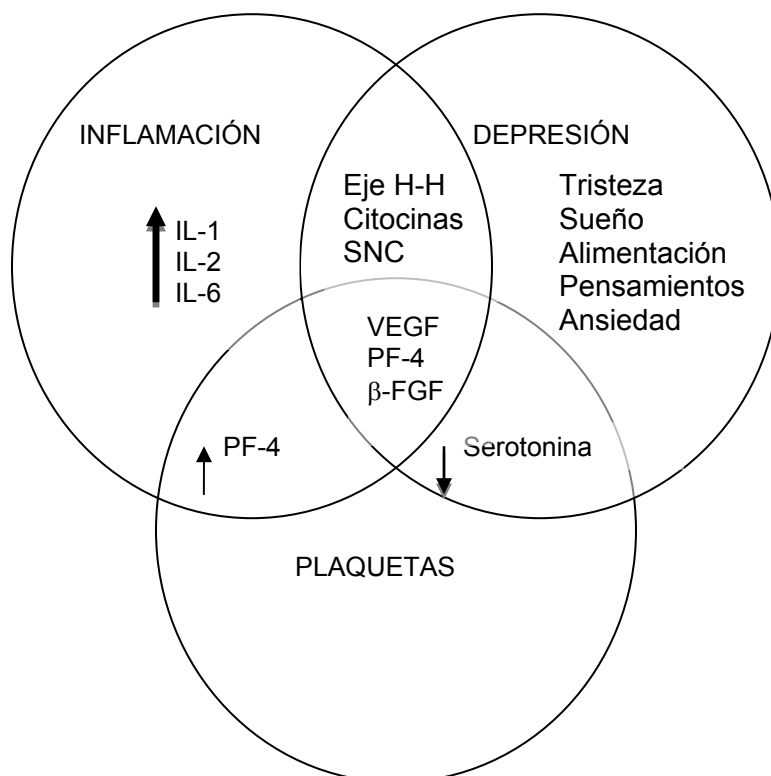 INFLAMACIÓN
DEPRESIÓN
IL-1
IL-2
IL-6
Eje H-H
Citocinas
SNC
Tristeza
Sueño
Alimentación
Pensamientos
Ansiedad
VEGF
PF-4
β-FGF
PF-4
Serotonina
PLAQUETAS